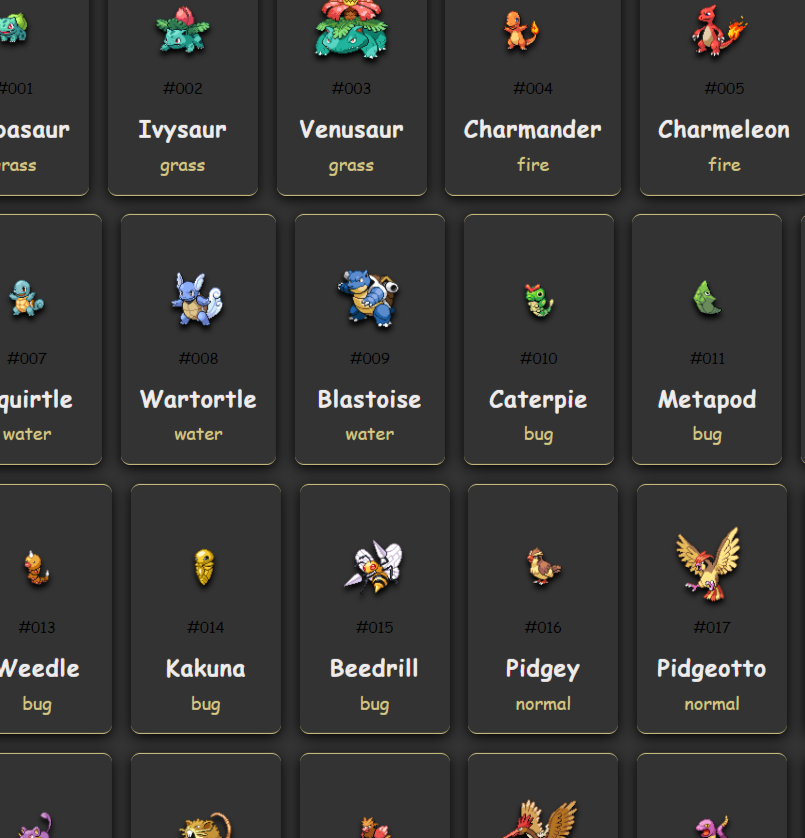 #001 #002 #003 #004 #005
basaur Ivysaur Venusaur Charmander Charmeleon
grass grass grass fire fire
#007 #008 #009 #010 #011
quirtle Wartortle Blastoise Caterpie Metapod
water water water bug bug
#013 #014 #015 #016 #017
Weedle Kakuna Beedrill Pidgey Pidgeotto
bug bug bug normal normal